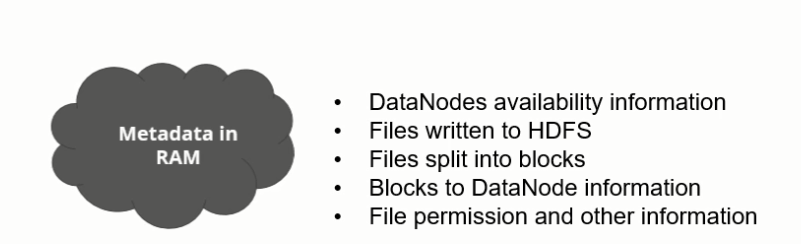 Metadata in
RAM
• DataNodes availability information
• Files written to HDFS
• Files split into blocks
• Blocks to DataNode information
• File permission and other information